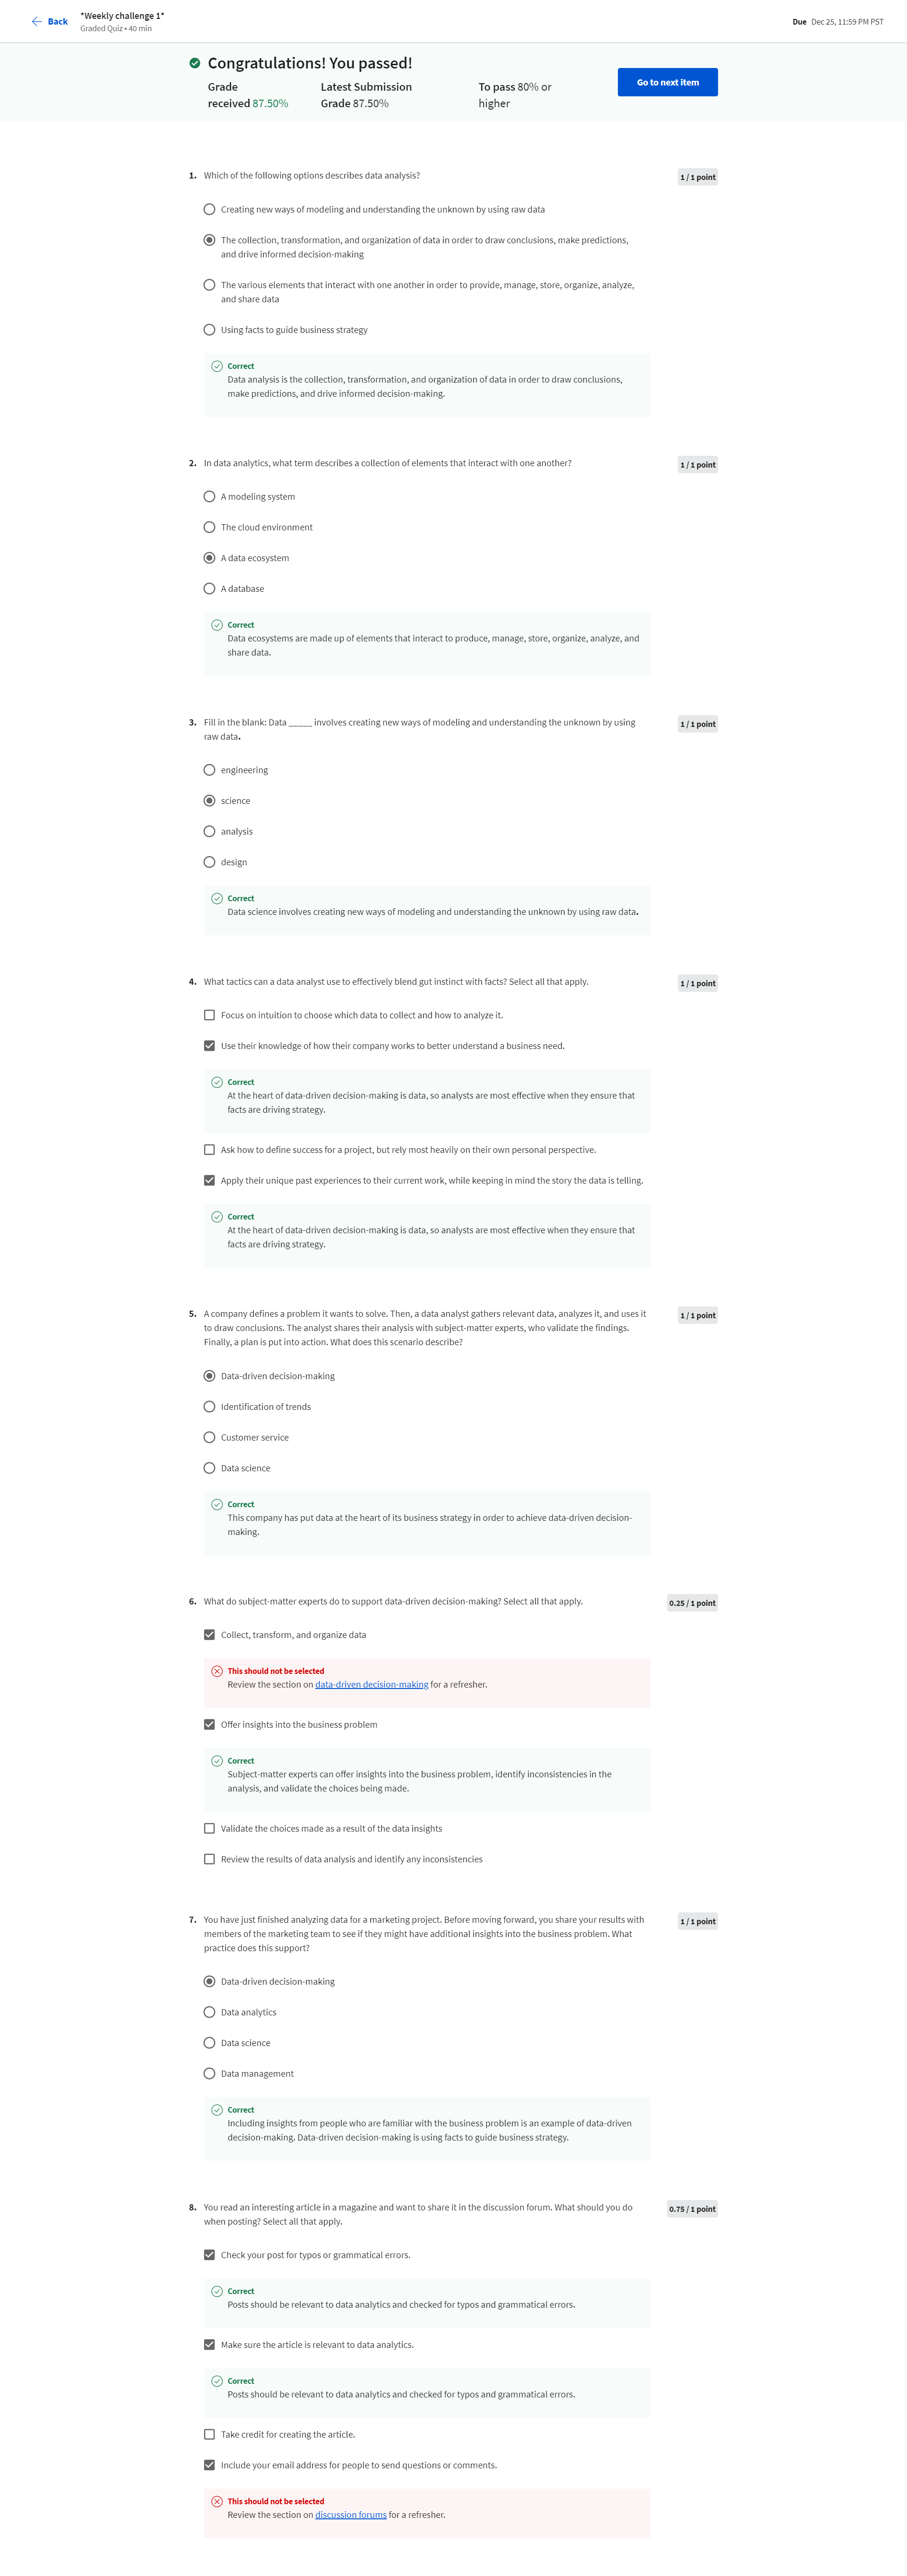 Back
*Weekly challenge 1*
Graded Quiz • 40 min
Due Dec 25, 11:59 PM PST
Congratulations! You passed!
Grade
received 87.50%
Latest Submission
Grade 87.50%
To pass 80% or
higher
Go to next item
1. Which of the following options describes data analysis?
1 / 1 point
Creating new ways of modeling and understanding the unknown by using raw data
The collection, transformation, and organization of data in order to draw conclusions, make predictions,
and drive informed decision-making
The various elements that interact with one another in order to provide, manage, store, organize, analyze,
and share data
Using facts to guide business strategy
Correct
Data analysis is the collection, transformation, and organization of data in order to draw conclusions,
make predictions, and drive informed decision-making.
2. In data analytics, what term describes a collection of elements that interact with one another?
1 / 1 point
A modeling system
The cloud environment
A data ecosystem
A database
Correct
Data ecosystems are made up of elements that interact to produce, manage, store, organize, analyze, and
share data.
3. Fill in the blank: Data _____ involves creating new ways of modeling and understanding the unknown by using
raw data.
1 / 1 point
engineering
science
analysis
design
Correct
Data science involves creating new ways of modeling and understanding the unknown by using raw data.
4. What tactics can a data analyst use to effectively blend gut instinct with facts? Select all that apply.
1 / 1 point
Focus on intuition to choose which data to collect and how to analyze it.
Use their knowledge of how their company works to better understand a business need.
Correct
At the heart of data-driven decision-making is data, so analysts are most effective when they ensure that
facts are driving strategy.
Ask how to define success for a project, but rely most heavily on their own personal perspective.
Apply their unique past experiences to their current work, while keeping in mind the story the data is telling.
Correct
At the heart of data-driven decision-making is data, so analysts are most effective when they ensure that
facts are driving strategy.
5. A company defines a problem it wants to solve. Then, a data analyst gathers relevant data, analyzes it, and uses it
to draw conclusions. The analyst shares their analysis with subject-matter experts, who validate the findings.
Finally, a plan is put into action. What does this scenario describe?
1 / 1 point
Data-driven decision-making
Identification of trends
Customer service
Data science
Correct
This company has put data at the heart of its business strategy in order to achieve data-driven decision-
making.
6. What do subject-matter experts do to support data-driven decision-making? Select all that apply.
0.25 / 1 point
Collect, transform, and organize data
This should not be selected
Review the section on data-driven decision-making for a refresher.
Offer insights into the business problem
Correct
Subject-matter experts can offer insights into the business problem, identify inconsistencies in the
analysis, and validate the choices being made.
Validate the choices made as a result of the data insights
Review the results of data analysis and identify any inconsistencies
7. You have just finished analyzing data for a marketing project. Before moving forward, you share your results with
members of the marketing team to see if they might have additional insights into the business problem. What
practice does this support?
1 / 1 point
Data-driven decision-making
Data analytics
Data science
Data management
Correct
Including insights from people who are familiar with the business problem is an example of data-driven
decision-making. Data-driven decision-making is using facts to guide business strategy.
8. You read an interesting article in a magazine and want to share it in the discussion forum. What should you do
when posting? Select all that apply.
0.75 / 1 point
Check your post for typos or grammatical errors.
Correct
Posts should be relevant to data analytics and checked for typos and grammatical errors.
Make sure the article is relevant to data analytics.
Correct
Posts should be relevant to data analytics and checked for typos and grammatical errors.
Take credit for creating the article.
Include your email address for people to send questions or comments.
This should not be selected
Review the section on discussion forums for a refresher.